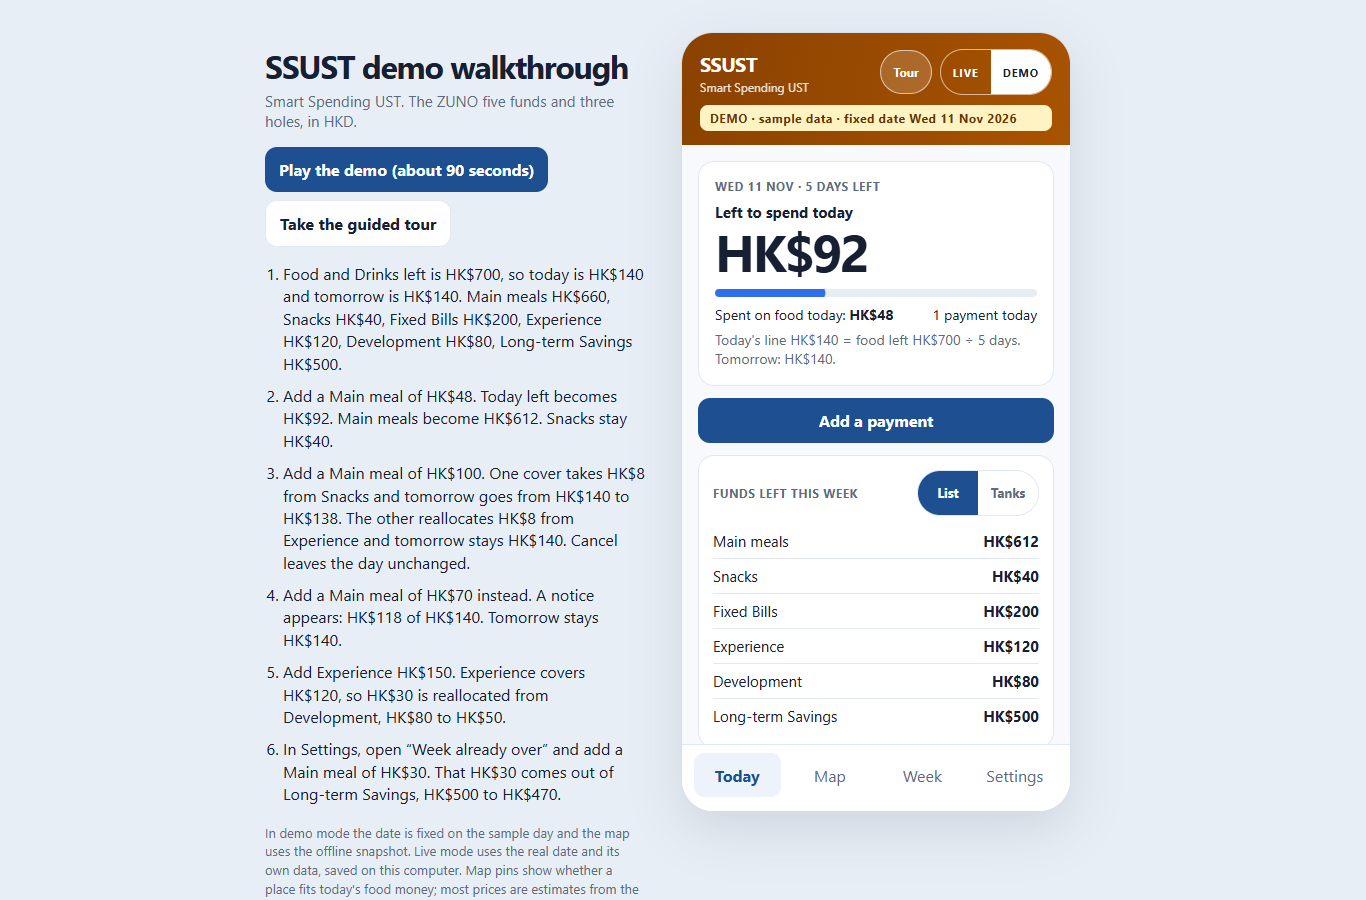 SSUST demo walkthrough
Smart Spending UST. The ZUNO five funds and three
holes, in HKD.
Play the demo (about 90 seconds)
Take the guided tour
1. Food and Drinks left is HK$700, so today is HK$140
and tomorrow is HK$140. Main meals HK$660,
Snacks HK$40, Fixed Bills HK$200, Experience
HK$120, Development HK$80, Long-term Savings
HK$500.
2. Add a Main meal of HK$48. Today left becomes
HK$92. Main meals become HK$612. Snacks stay
HK$40.
3. Add a Main meal of HK$100. One cover takes HK$8
from Snacks and tomorrow goes from HK$140 to
HK$138. The other reallocates HK$8 from
Experience and tomorrow stays HK$140. Cancel
leaves the day unchanged.
4. Add a Main meal of HK$70 instead. A notice
appears: HK$118 of HK$140. Tomorrow stays
HK$140.
5. Add Experience HK$150. Experience covers
HK$120, so HK$30 is reallocated from
Development, HK$80 to HK$50.
6. In Settings, open “Week already over” and add a
Main meal of HK$30. That HK$30 comes out of
Long-term Savings, HK$500 to HK$470.
In demo mode the date is fixed on the sample day and the map
uses the offline snapshot. Live mode uses the real date and its
own data, saved on this computer. Map pins show whether a
place fits today's food money; most prices are estimates from the
SSUST
Smart Spending UST
Tour
LIVE
DEMO
DEMO · sample data · fixed date Wed 11 Nov 2026
WED 11 NOV · 5 DAYS LEFT
Left to spend today
HK$92
Spent on food today: HK$48 1 payment today
Today's line HK$140 = food left HK$700 ÷ 5 days.
Tomorrow: HK$140.
Add a payment
FUNDS LEFT THIS WEEK
List
Tanks
Main meals HK$612
Snacks HK$40
Fixed Bills HK$200
Experience HK$120
Development HK$80
Long-term Savings HK$500
Today Map Week Settings